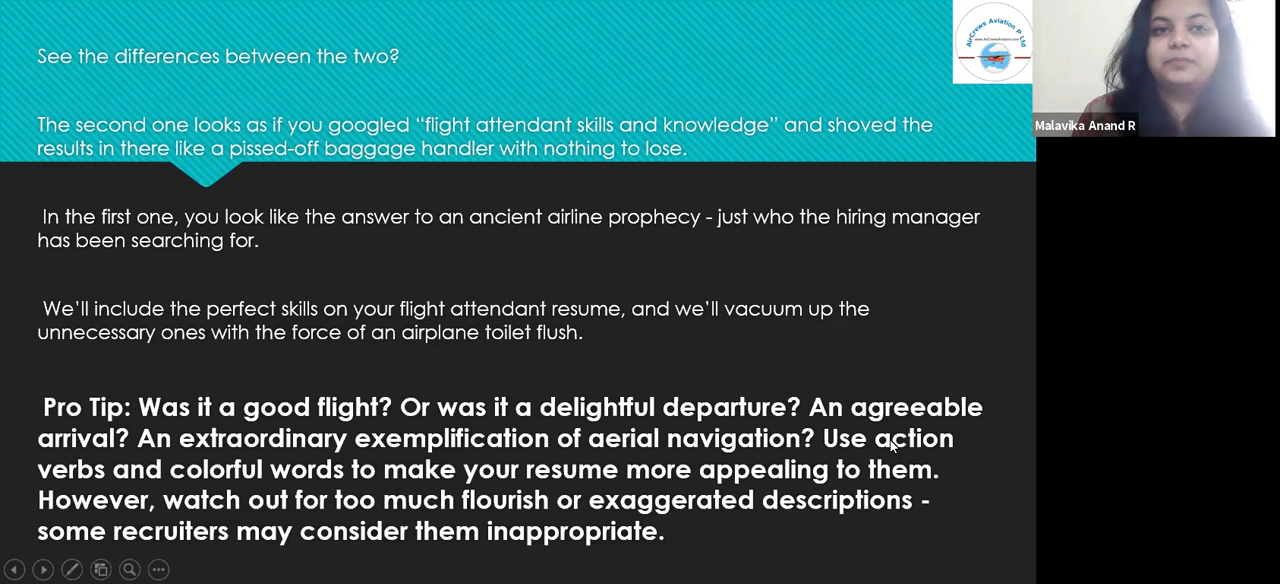 See the differences between the two?
The second one looks as if you googled “flight attendant skills and knowledge” and shoved the
results in there like a pissed-off baggage handler with nothing to lose.
In the first one, you look like the answer to an ancient airline prophecy - just who the hiring manager
has been searching for.
We’ll include the perfect skills on your flight attendant resume, and we’ll vacuum up the
unnecessary ones with the force of an airplane toilet flush.
Pro Tip: Was it a good flight? Or was it a delightful departure? An agreeable
arrival? An extraordinary exemplification of aerial navigation? Use action
verbs and colorful words to make your resume more appealing to them.
However, watch out for too much flourish or exaggerated descriptions -
some recruiters may consider them inappropriate.
AirCrews Aviation P Ltd
www.AirCrewsAviation.com
Malavika Anand R